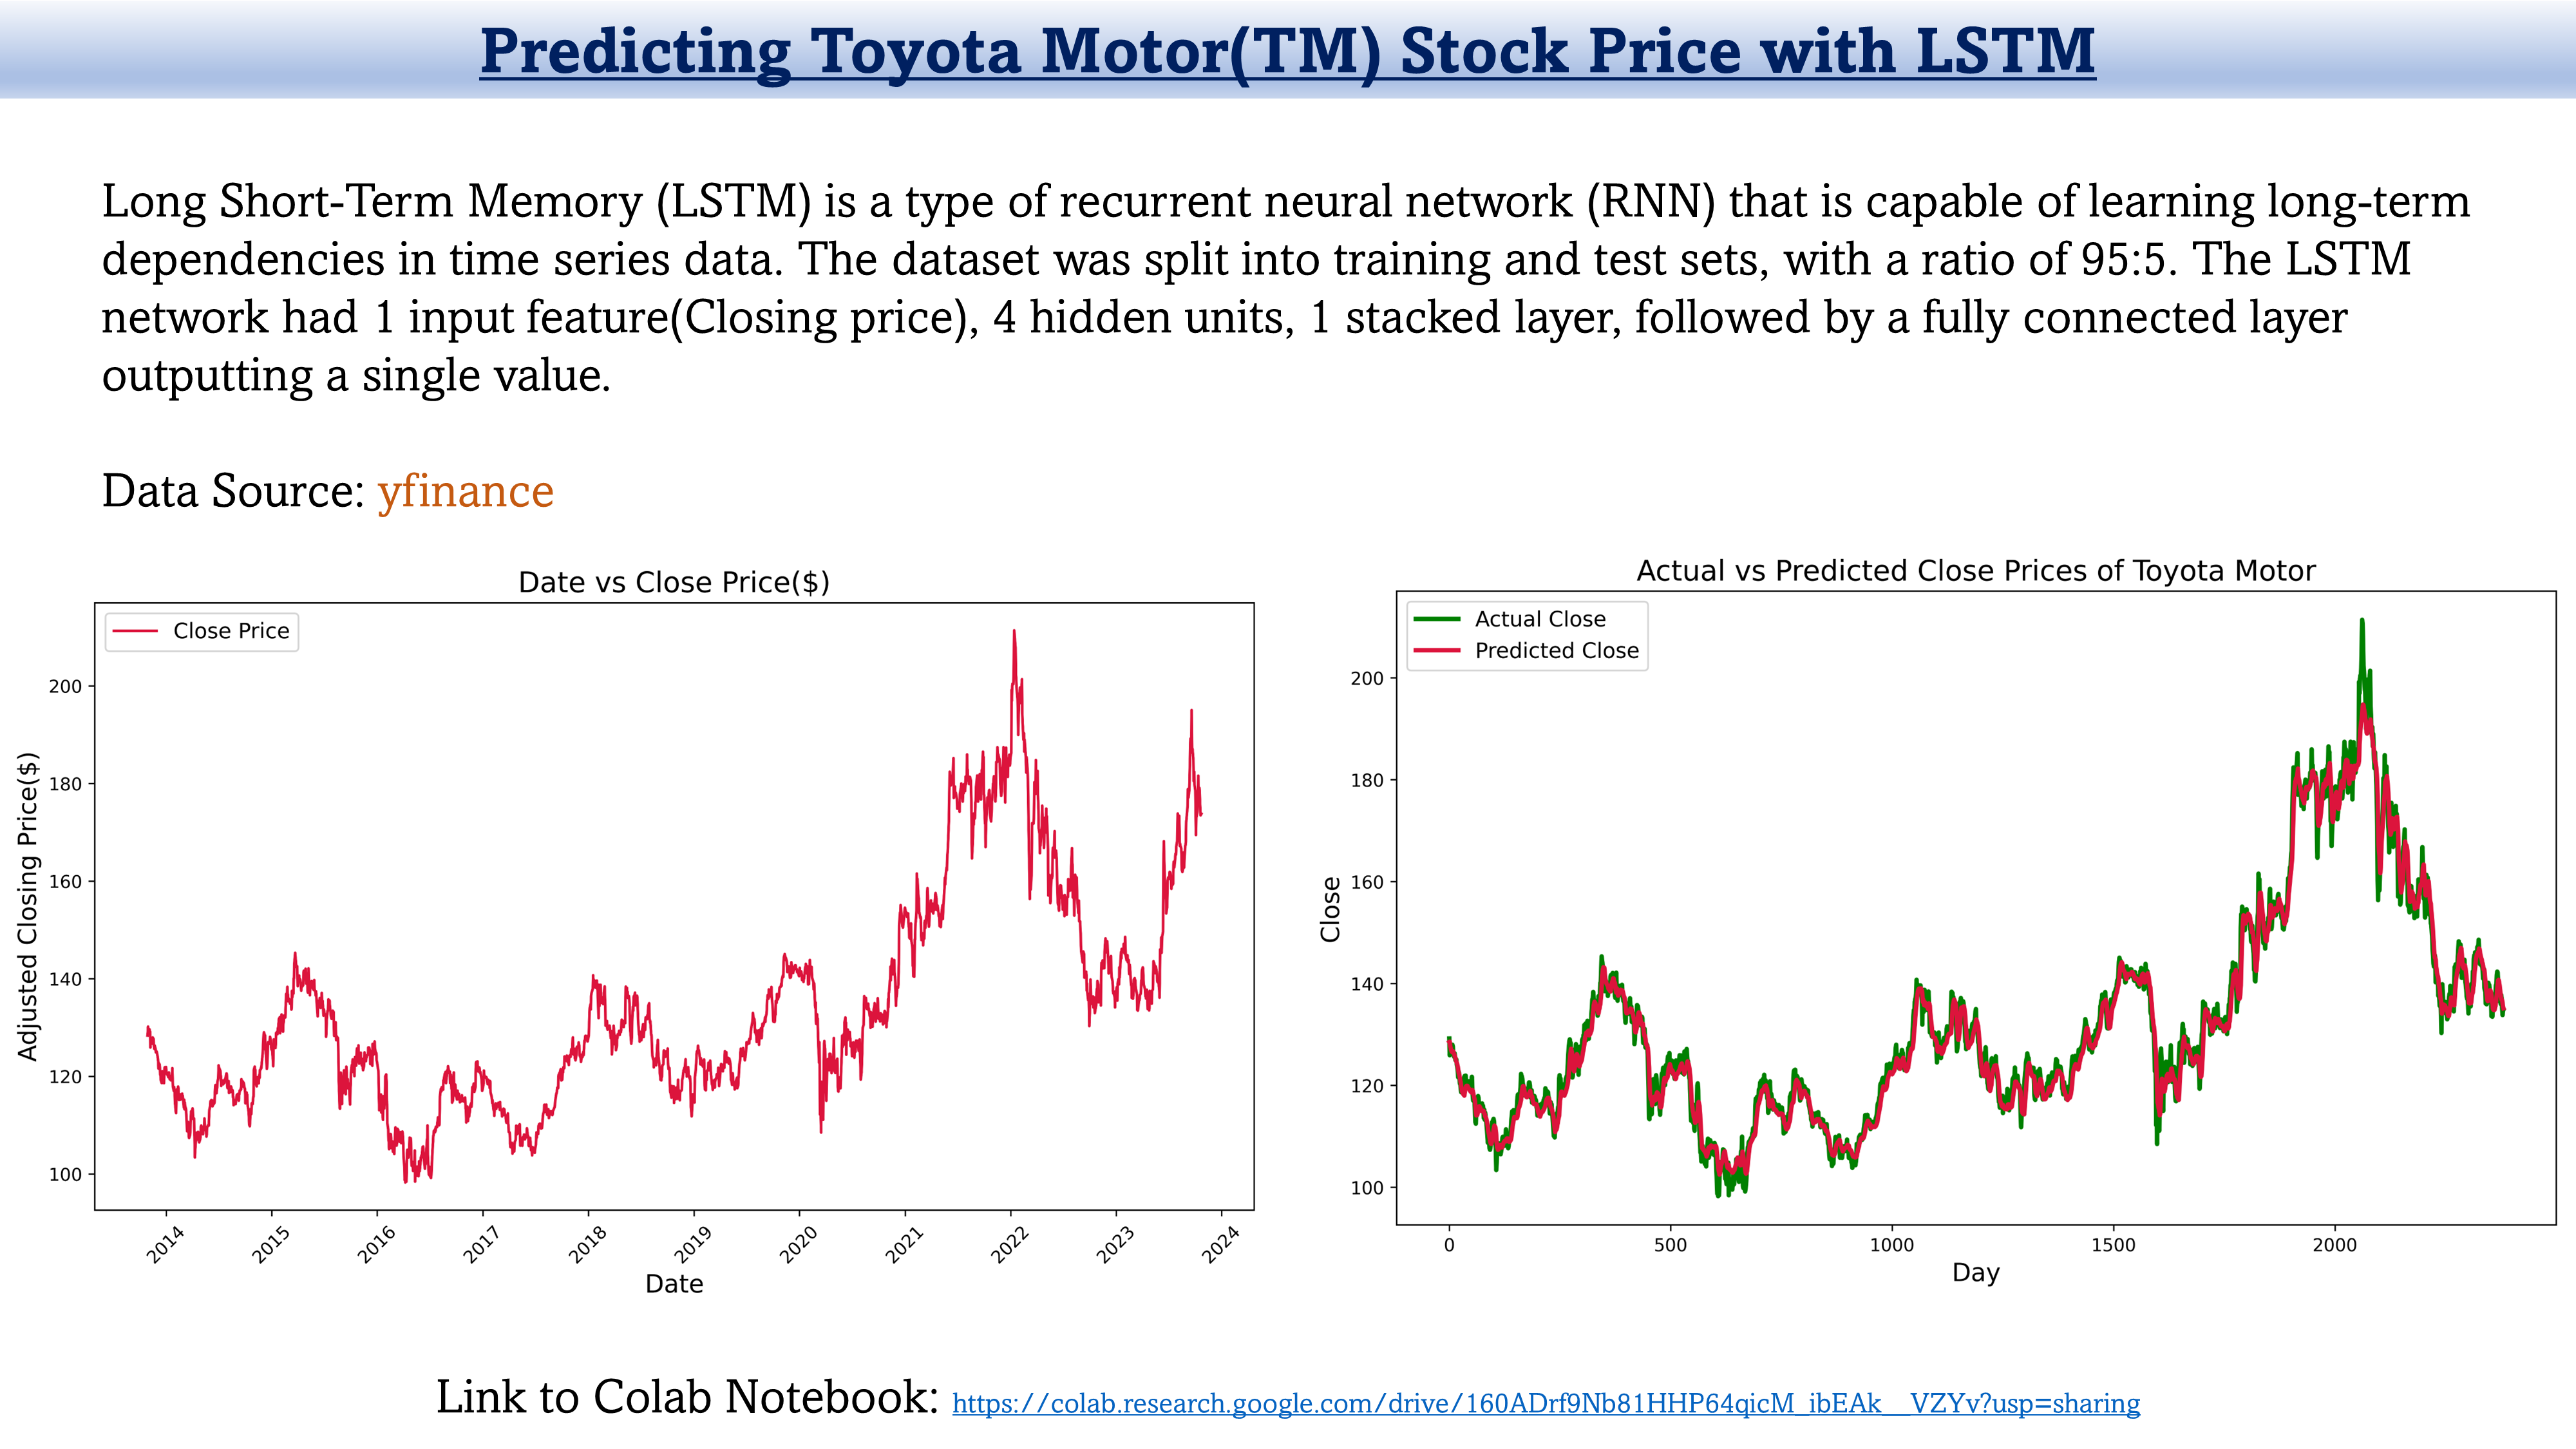 Predicting Toyota Motor(TM) Stock Price with LSTM
Long Short-Term Memory (LSTM) is a type of recurrent neural network (RNN) that is capable of learning long-term
dependencies in time series data. The dataset was split into training and test sets, with a ratio of 95:5. The LSTM
network had 1 input feature(Closing price), 4 hidden units, 1 stacked layer, followed by a fully connected layer
outputting a single value.
Data Source: yfinance
Date vs Close Price($)
Close Price
Adjusted Closing Price($)
200
180
160
140
120
100
2014
2015
2016
2017
2018
2019
2020
2021
2022
2023
2024
Date
Actual vs Predicted Close Prices of Toyota Motor
Actual Close
Predicted Close
Close
200
180
160
140
120
100
0
500
1000
1500
2000
Day
Link to Colab Notebook: https://colab.research.google.com/drive/160ADrf9Nb81HHP64qicM_ibEAk__VZYv?usp=sharing